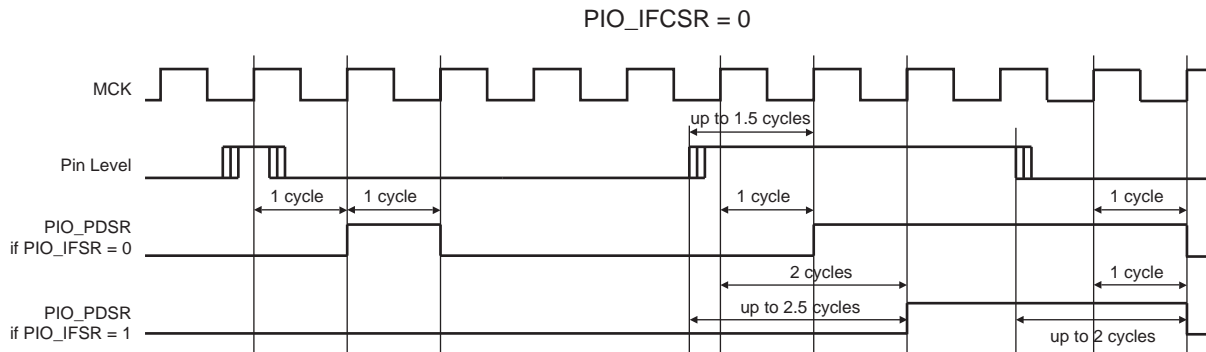 PIO_IFCSR = 0
MCK
up to 1.5 cycles
Pin Level
1 cycle
1 cycle
1 cycle
1 cycle
PIO_PDSR
if PIO_IFSR = 0
2 cycles
1 cycle
PIO_PDSR
if PIO_IFSR = 1
up to 2.5 cycles
up to 2 cycles